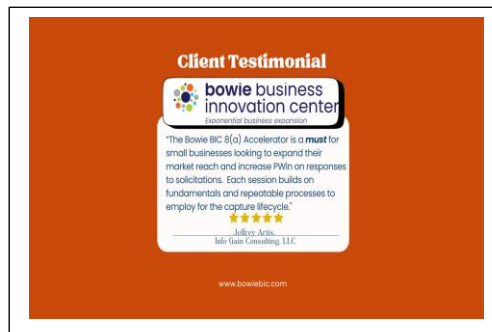 Client Testimonial
bowie business
innovation center
Exponential business expansion
"The Bowie BIC 8(a) Accelerator is a must for
small businesses looking to expand their
market reach and increase PWin on responses
to solicitations. Each session builds on
fundamentals and repeatable processes to
employ for the capture lifecycle."
Jeffrey Artis,
Info Gain Consulting, LLC
www.bowiebic.com